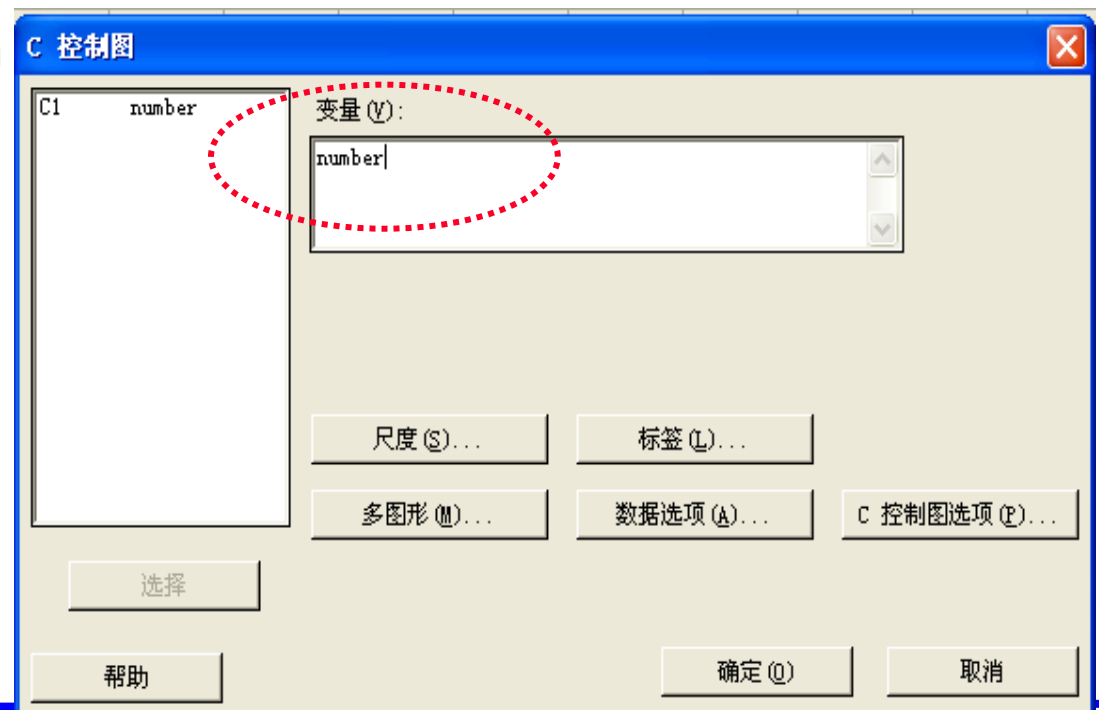 C 控制图
C1 number
变量(V):
number
尺度(S)...
标签(L)...
多图形(M)...
数据选项(A)...
C 控制图选项(P)...
选择
帮助
确定(O)
取消